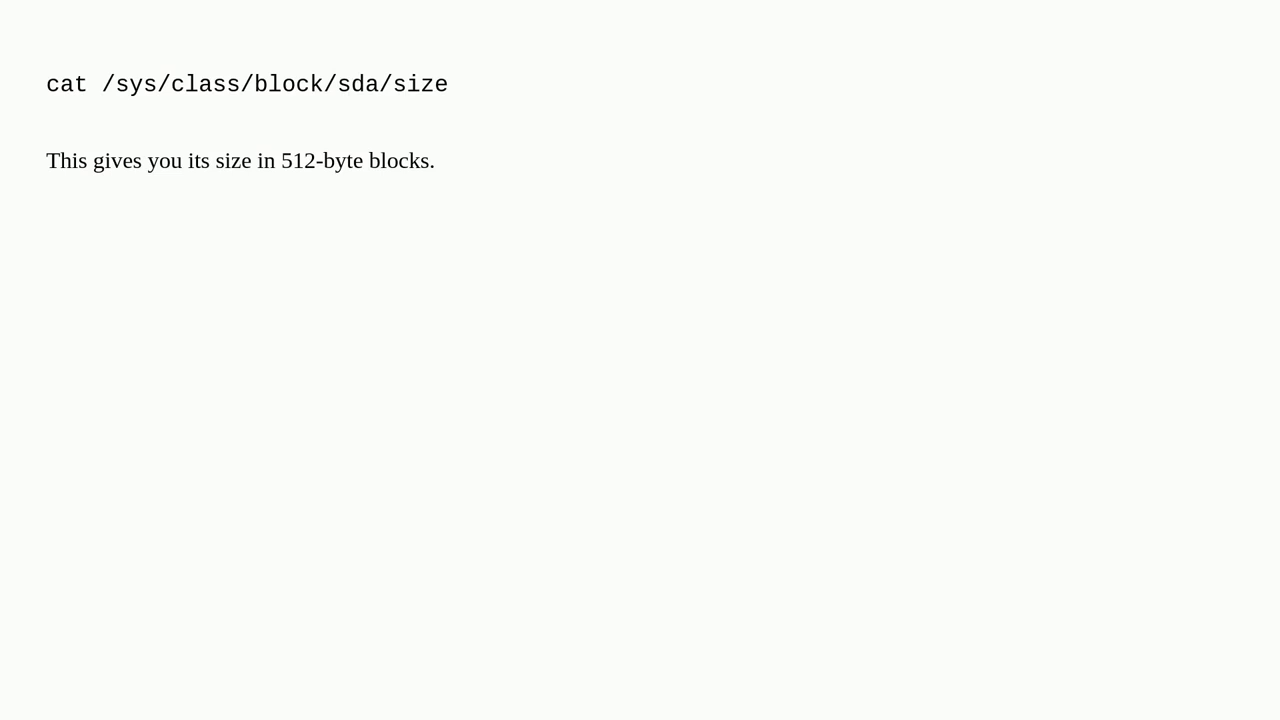 cat /sys/class/block/sda/size
This gives you its size in 512-byte blocks.